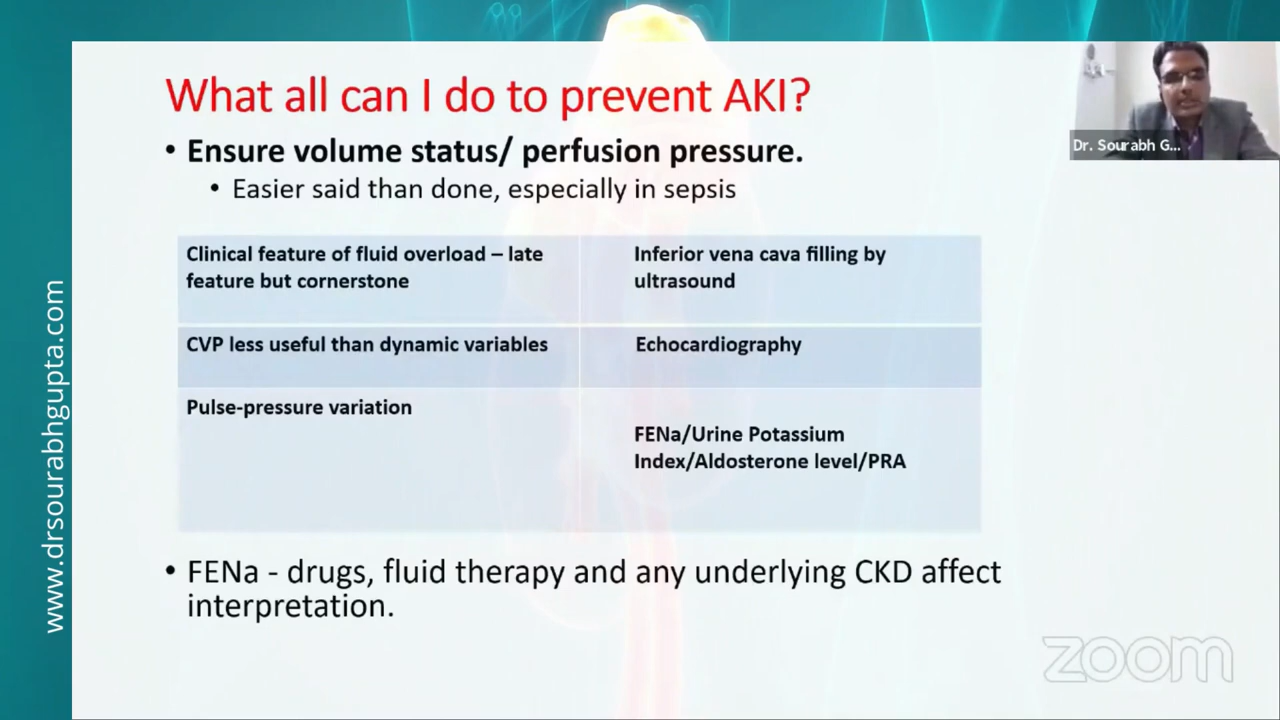 What all can I do to prevent AKI?
• Ensure volume status/ perfusion pressure.
• Easier said than done, especially in sepsis
Clinical feature of fluid overload – late
feature but cornerstone
Inferior vena cava filling by
ultrasound
CVP less useful than dynamic variables
Echocardiography
Pulse-pressure variation
FENa/Urine Potassium
Index/Aldosterone level/PRA
• FENa - drugs, fluid therapy and any underlying CKD affect
interpretation.
www.drsourabhgupta.com
Dr. Sourabh G...
zoom